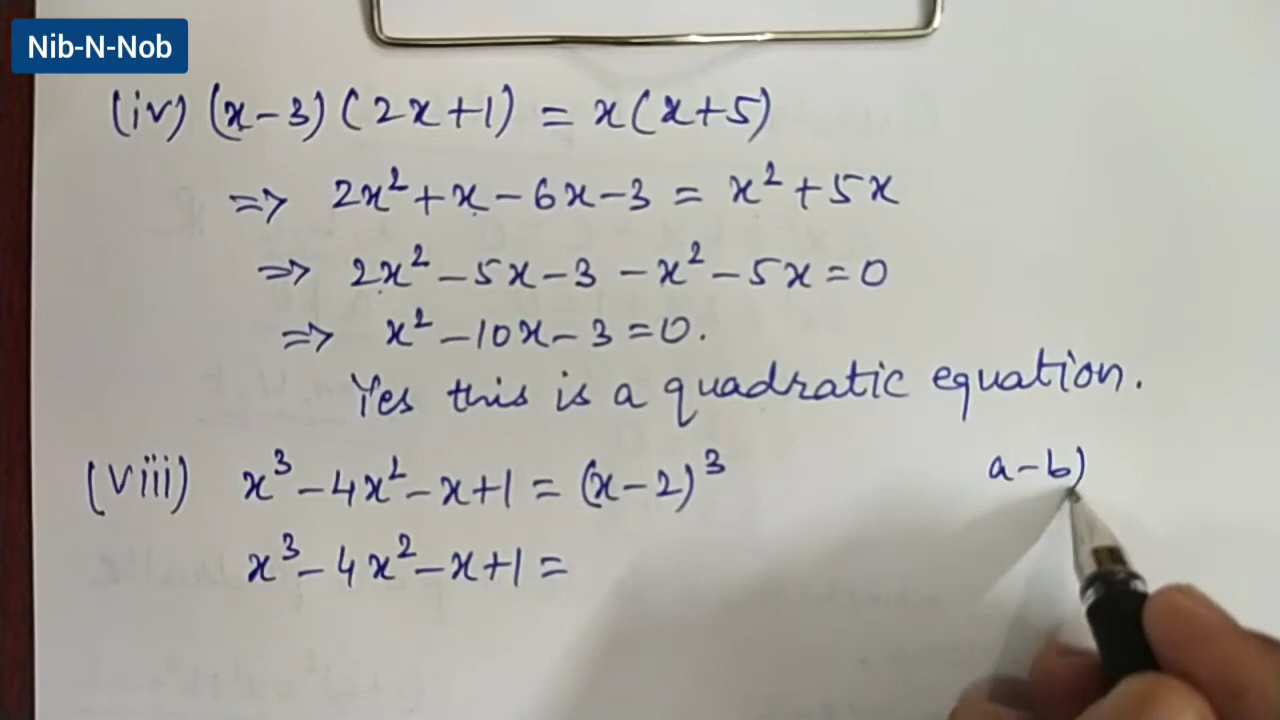 Nib-N-Nob
(iv) (x-3)(2x+1) = x(x+5)
=> 2x² + x - 6x - 3 = x² + 5x
=> 2x² - 5x - 3 - x² - 5x = 0
=> x² - 10x - 3 = 0.
Yes this is a quadratic equation.
(viii) x³ - 4x² - x + 1 = (x-2)³
a-b)
x³ - 4x² - x + 1 =